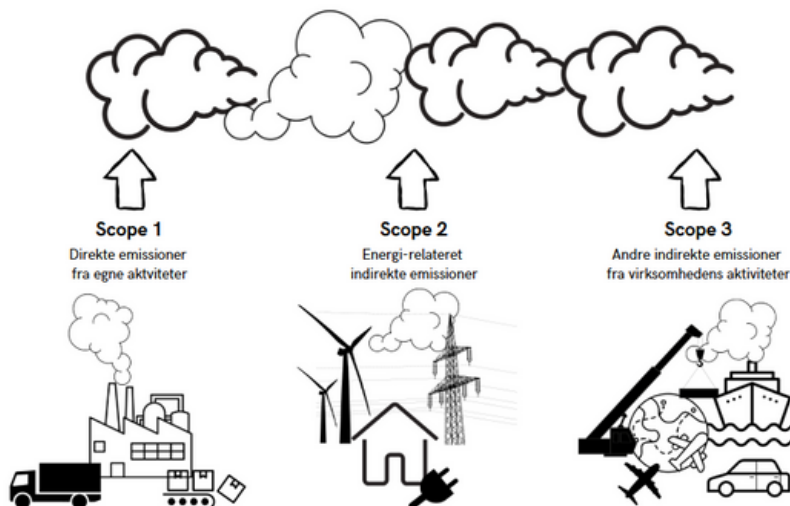 Scope 1
Direkte emissioner
fra egne aktviteter
Scope 2
Energi-relateret
indirekte emissioner
Scope 3
Andre indirekte emissioner
fra virksomhedens aktiviteter